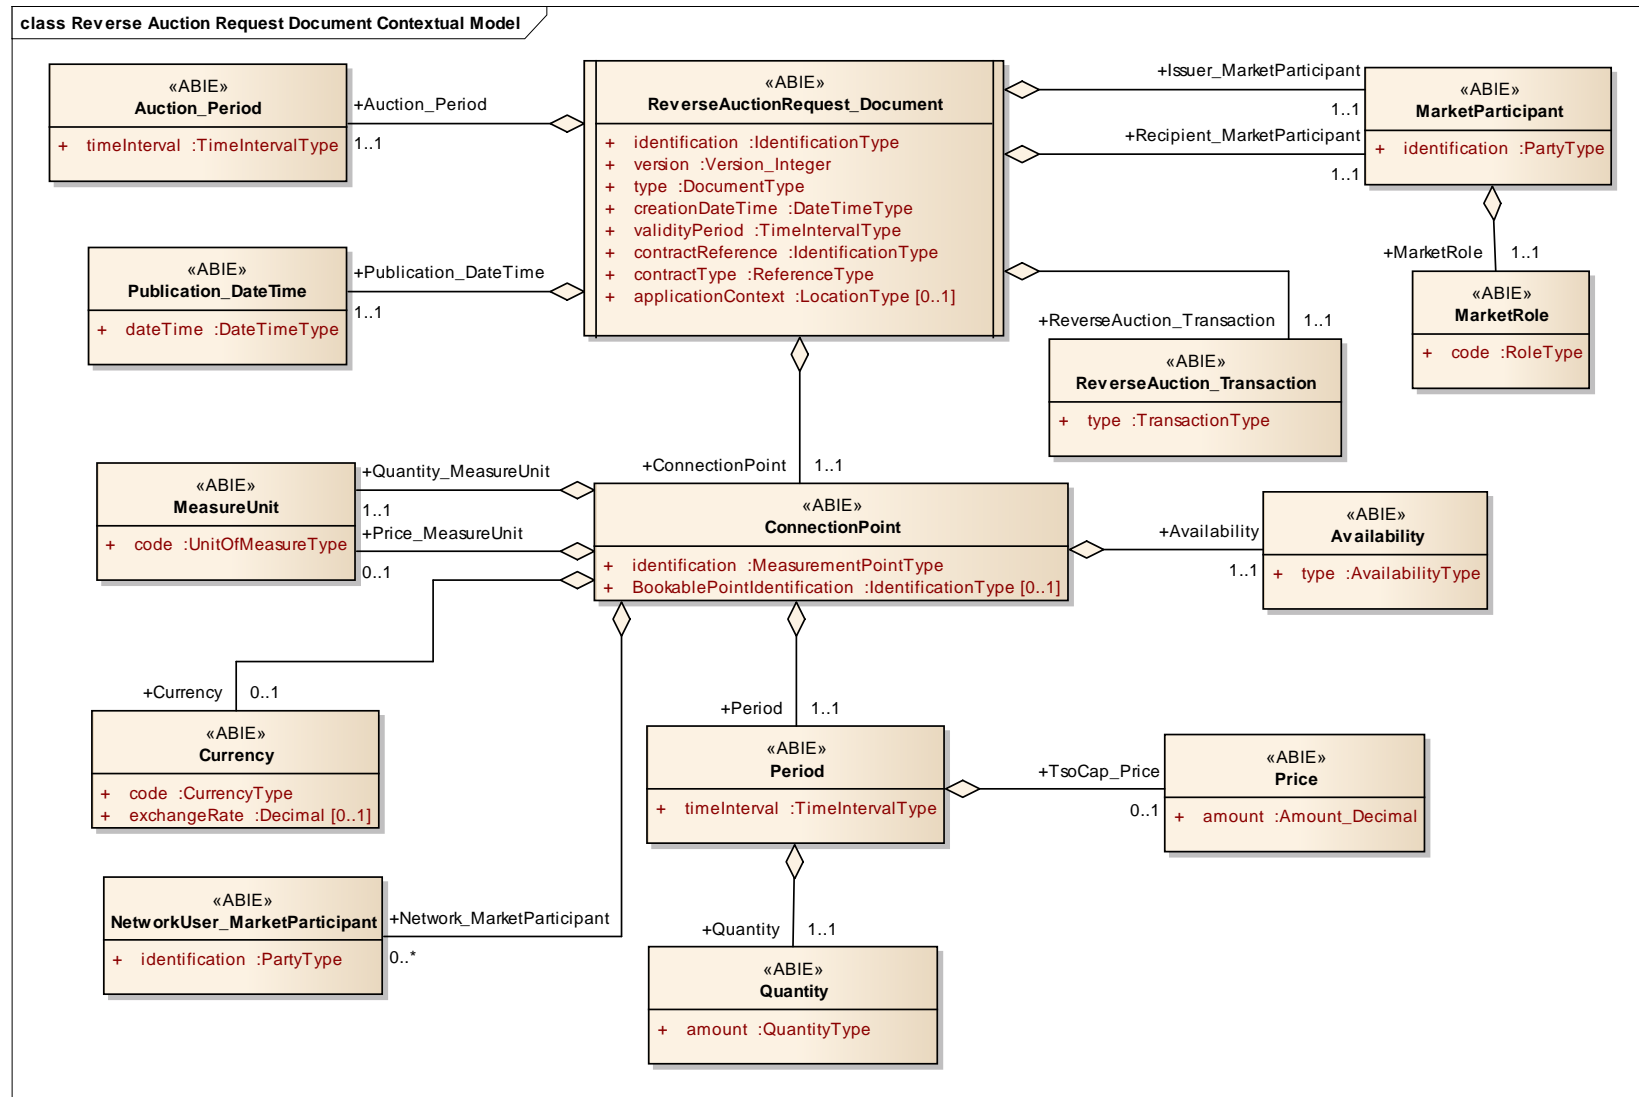 class Reverse Auction Request Document Contextual Model
«ABIE»
Auction_Period
+ timeInterval :TimeIntervalType
+Auction_Period
1..1
«ABIE»
ReverseAuctionRequest_Document
+ identification :IdentificationType
+ version :Version_Integer
+ type :DocumentType
+ creationDateTime :DateTimeType
+ validityPeriod :TimeIntervalType
+ contractReference :IdentificationType
+ contractType :ReferenceType
+ applicationContext :LocationType [0..1]
+Issuer_MarketParticipant
1..1
+Recipient_MarketParticipant
1..1
«ABIE»
MarketParticipant
+ identification :PartyType
«ABIE»
Publication_DateTime
+ dateTime :DateTimeType
+Publication_DateTime
1..1
+MarketRole
1..1
«ABIE»
MarketRole
+ code :RoleType
+ReverseAuction_Transaction
1..1
«ABIE»
ReverseAuction_Transaction
+ type :TransactionType
+ConnectionPoint
1..1
«ABIE»
MeasureUnit
+ code :UnitOfMeasureType
+Quantity_MeasureUnit
1..1
+Price_MeasureUnit
0..1
«ABIE»
ConnectionPoint
+ identification :MeasurementPointType
+ BookablePointIdentification :IdentificationType [0..1]
+Availability
1..1
«ABIE»
Availability
+ type :AvailabilityType
+Currency
0..1
«ABIE»
Currency
+ code :CurrencyType
+ exchangeRate :Decimal [0..1]
+Period
1..1
«ABIE»
Period
+ timeInterval :TimeIntervalType
+TsoCap_Price
0..1
«ABIE»
Price
+ amount :Amount_Decimal
«ABIE»
NetworkUser_MarketParticipant
+ identification :PartyType
+Network_MarketParticipant
0..*
+Quantity
1..1
«ABIE»
Quantity
+ amount :QuantityType